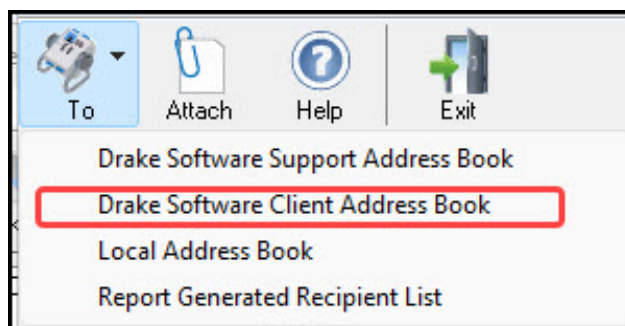 To Attach Help Exit
Drake Software Support Address Book
Drake Software Client Address Book
Local Address Book
Report Generated Recipient List